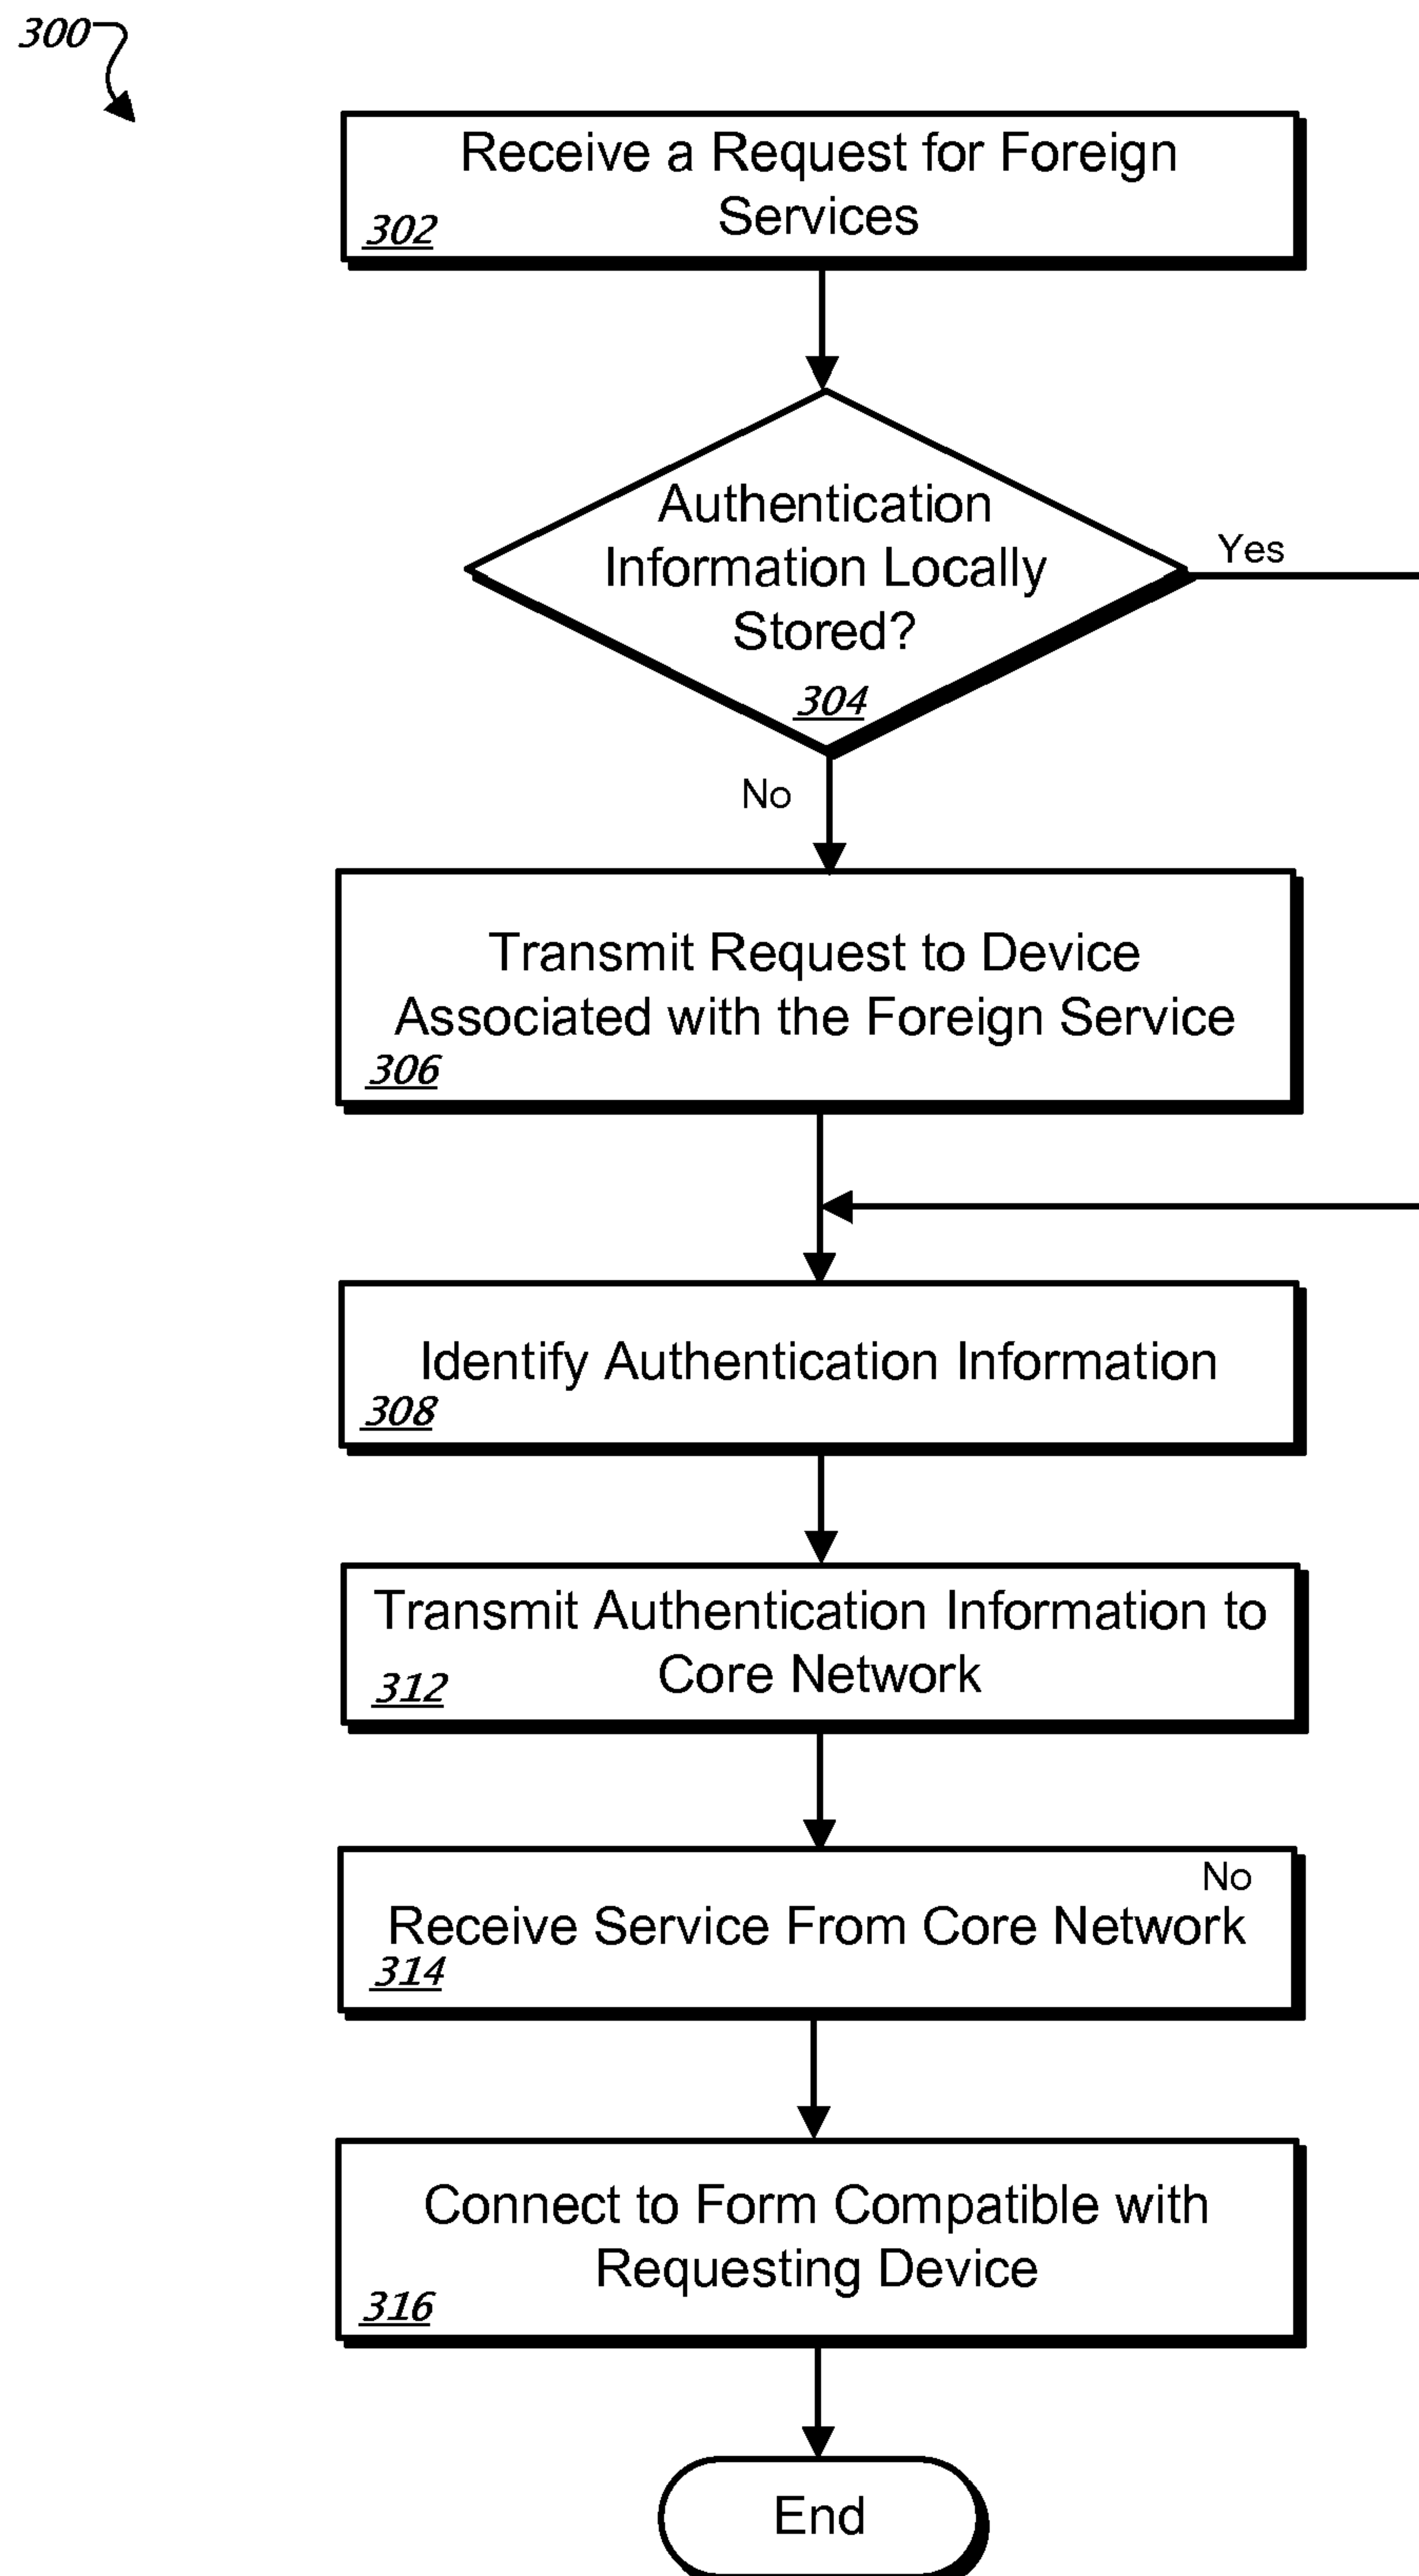 300
Receive a Request for Foreign
Services
302
Authentication
Information Locally
Stored?
304
Yes
No
Transmit Request to Device
Associated with the Foreign Service
306
Identify Authentication Information
308
Transmit Authentication Information to
Core Network
312
No
Receive Service From Core Network
314
Connect to Form Compatible with
Requesting Device
316
End